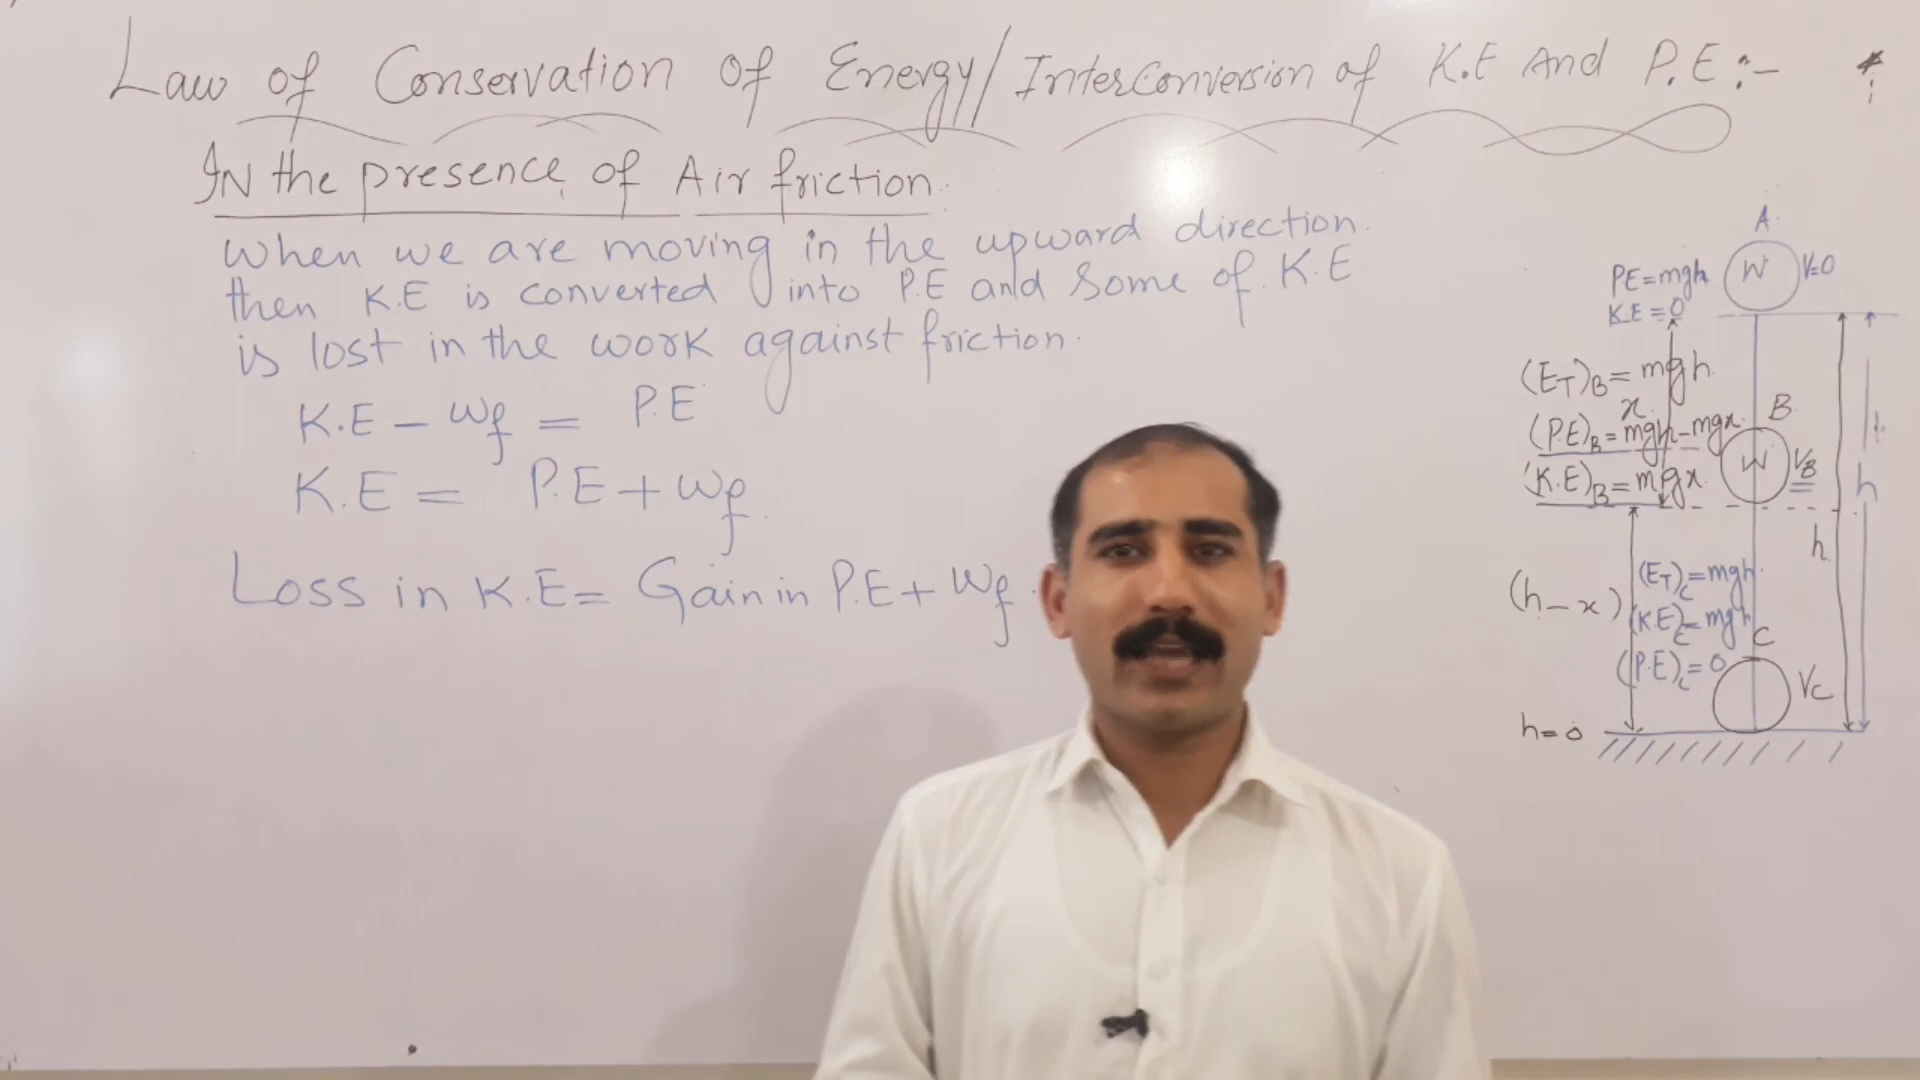 Law of Conservation Of Energy/InterConversion of K.E And P.E:-
IN the presence of Air friction.
When we are moving in the upward direction.
then K.E is converted into P.E and Some of K.E
is lost in the work against friction.
K.E - Wf = P.E
K.E = P.E + Wf
Loss in K.E = Gain in P.E + Wf.
A
PE = mgh
W
V=0
K.E = 0
(ET)B = mgh.
x
B
(P.E)B = mgh - mgx
W
VB
(K.E)B = mgx
h
h
(ET)C = mgh
(h-x)
(K.E)C = mgh
C
(P.E)C = 0
VC
h=0